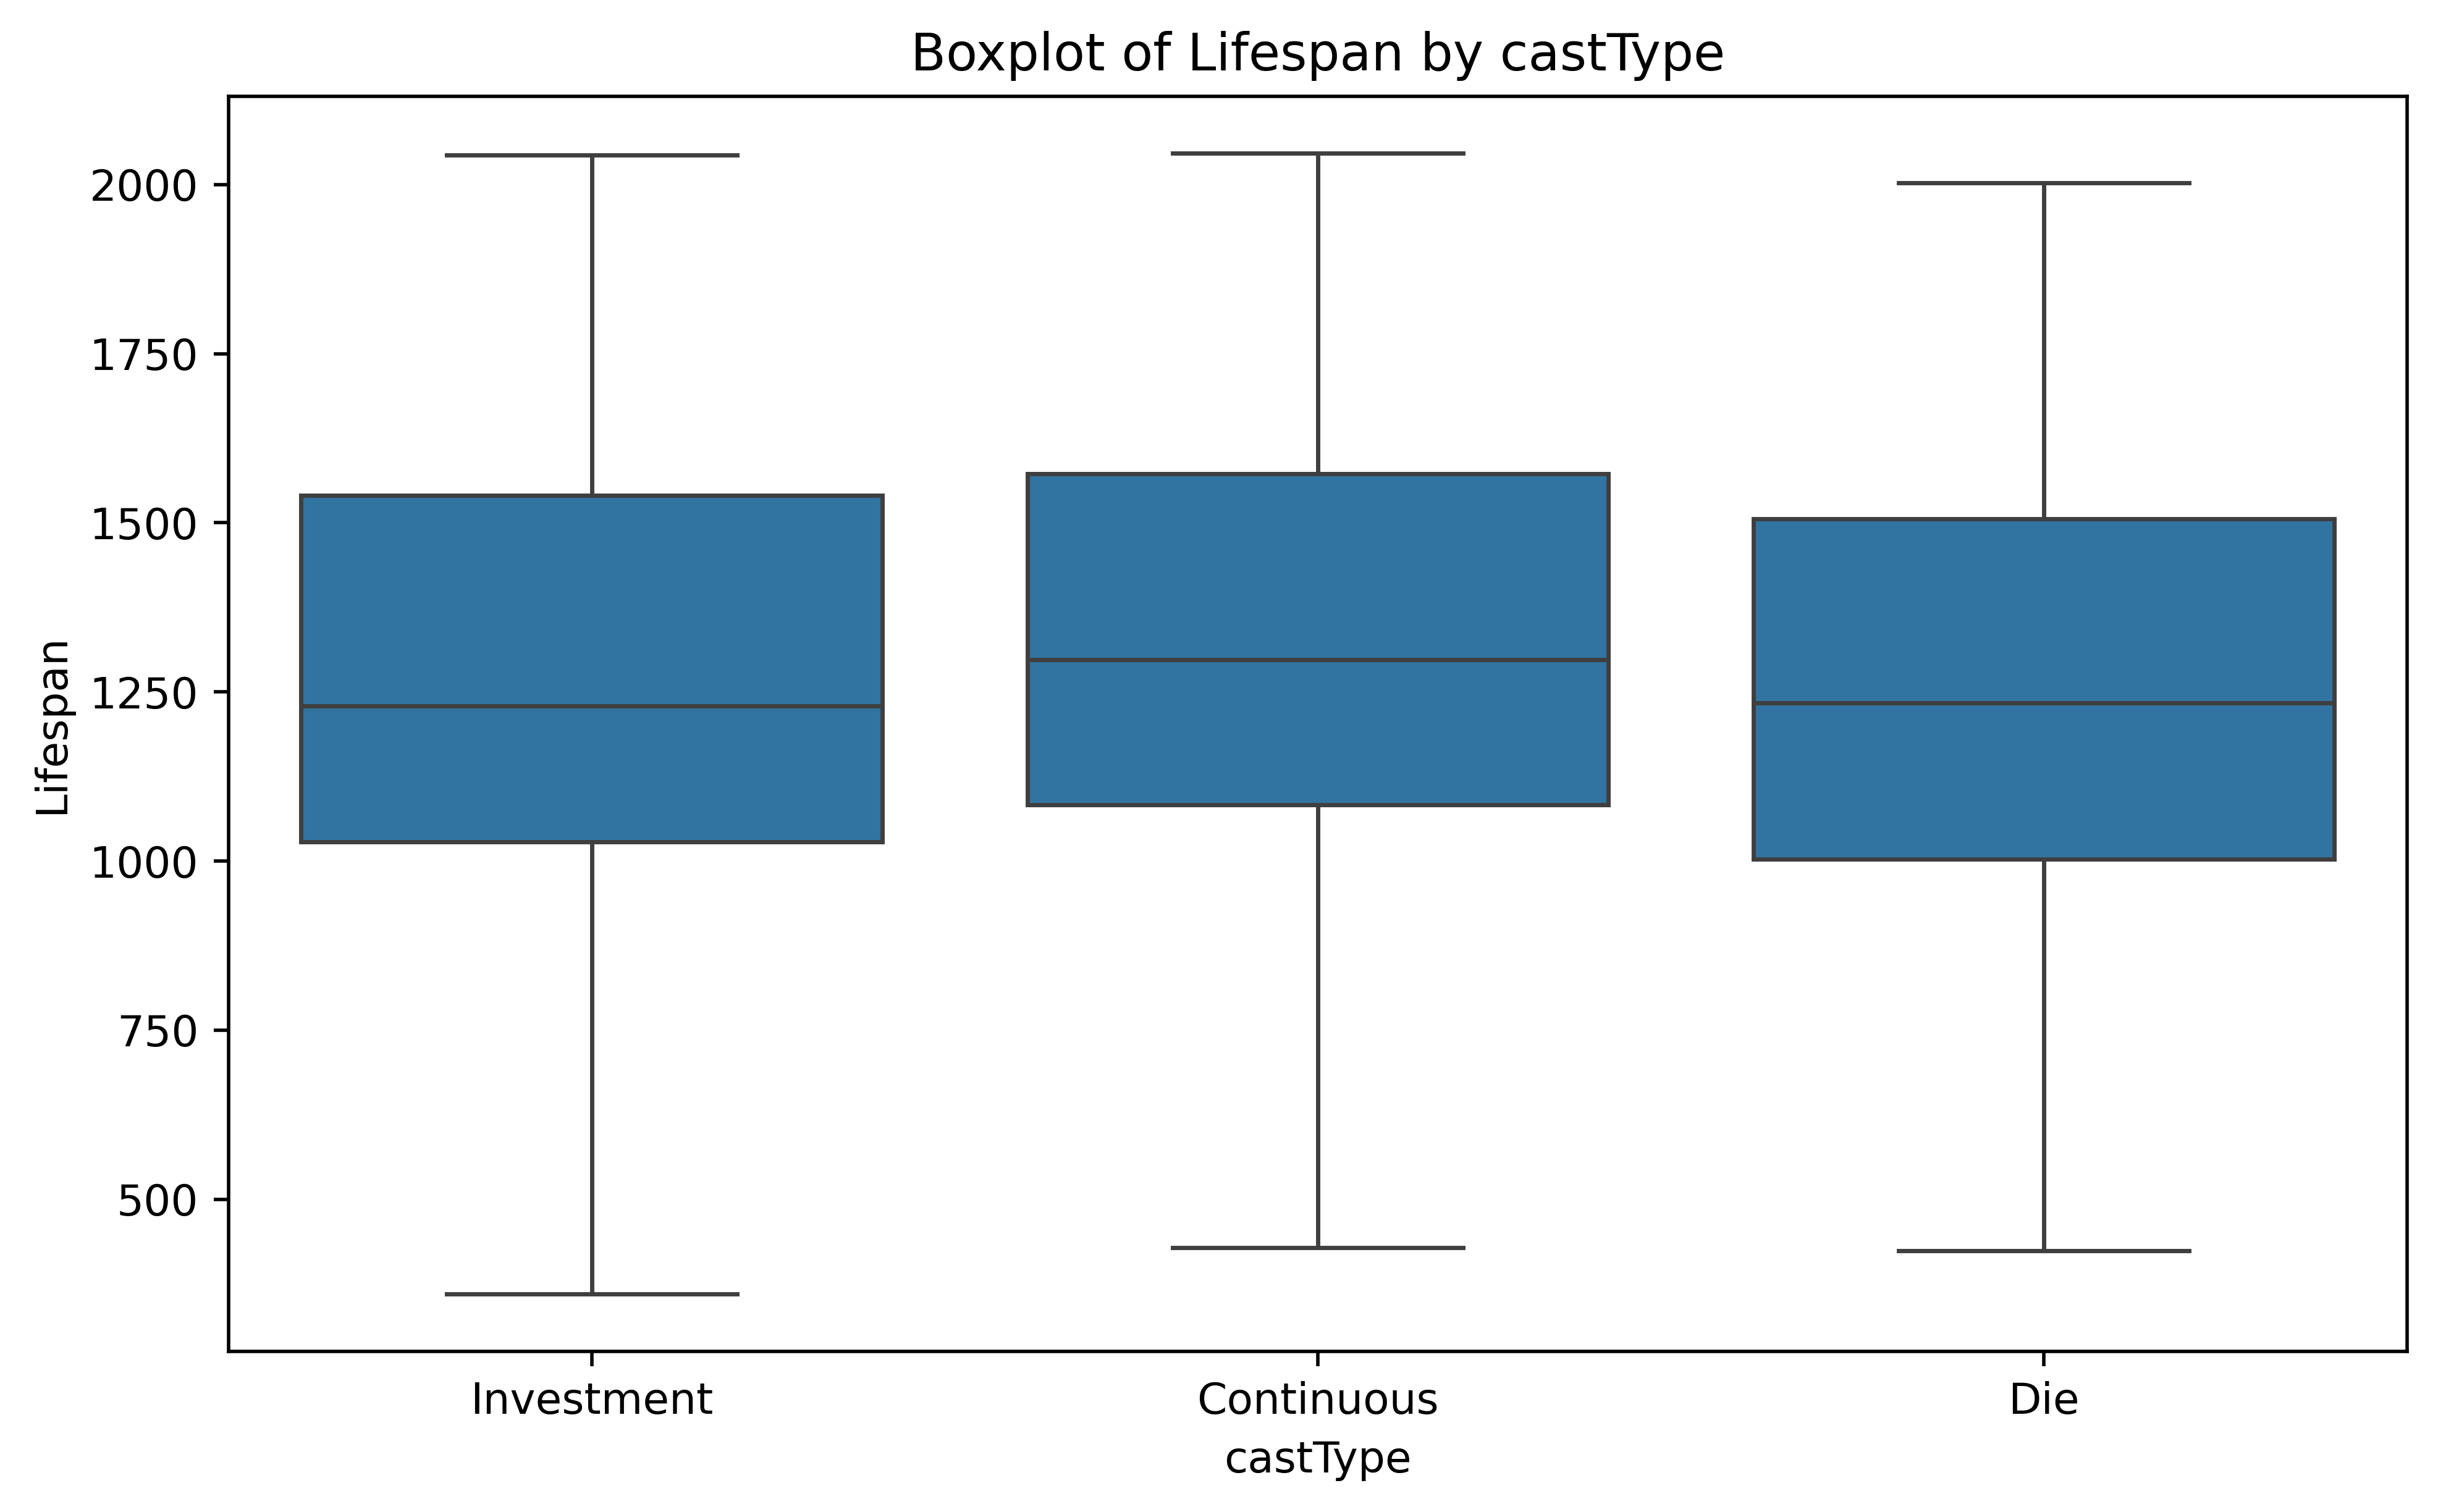 Boxplot of Lifespan by castType
Lifespan
2000
1750
1500
1250
1000
750
500
Investment
Continuous
Die
castType